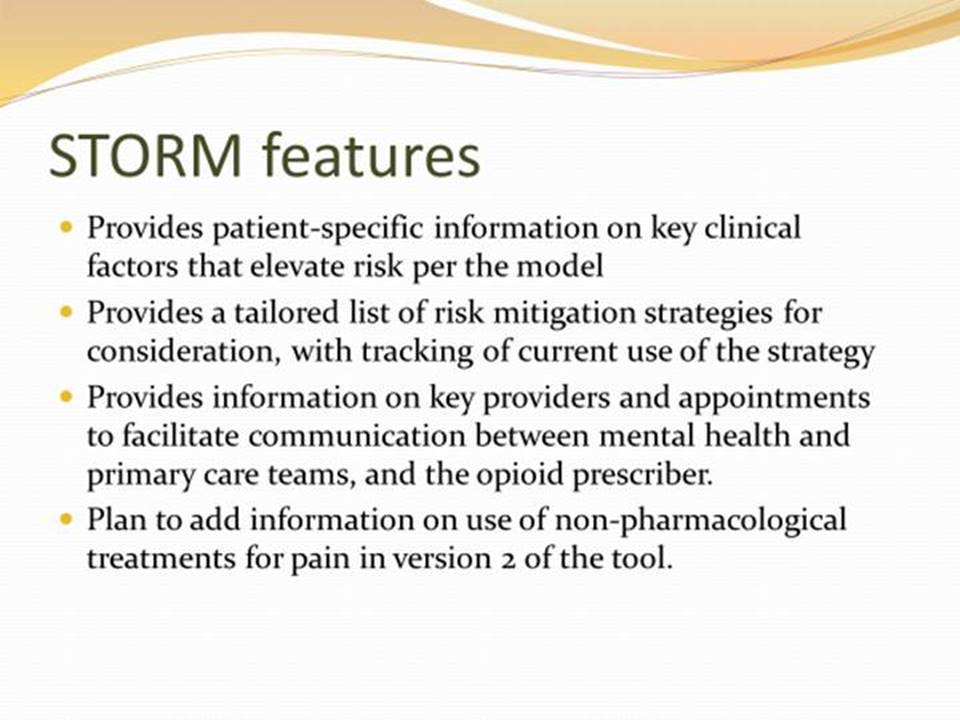 STORM features
Provides patient-specific information on key clinical
factors that elevate risk per the model
Provides a tailored list of risk mitigation strategies for
consideration, with tracking of current use of the strategy
Provides information on key providers and appointments
to facilitate communication between mental health and
primary care teams, and the opioid prescriber.
Plan to add information on use of non-pharmacological
treatments for pain in version 2 of the tool.